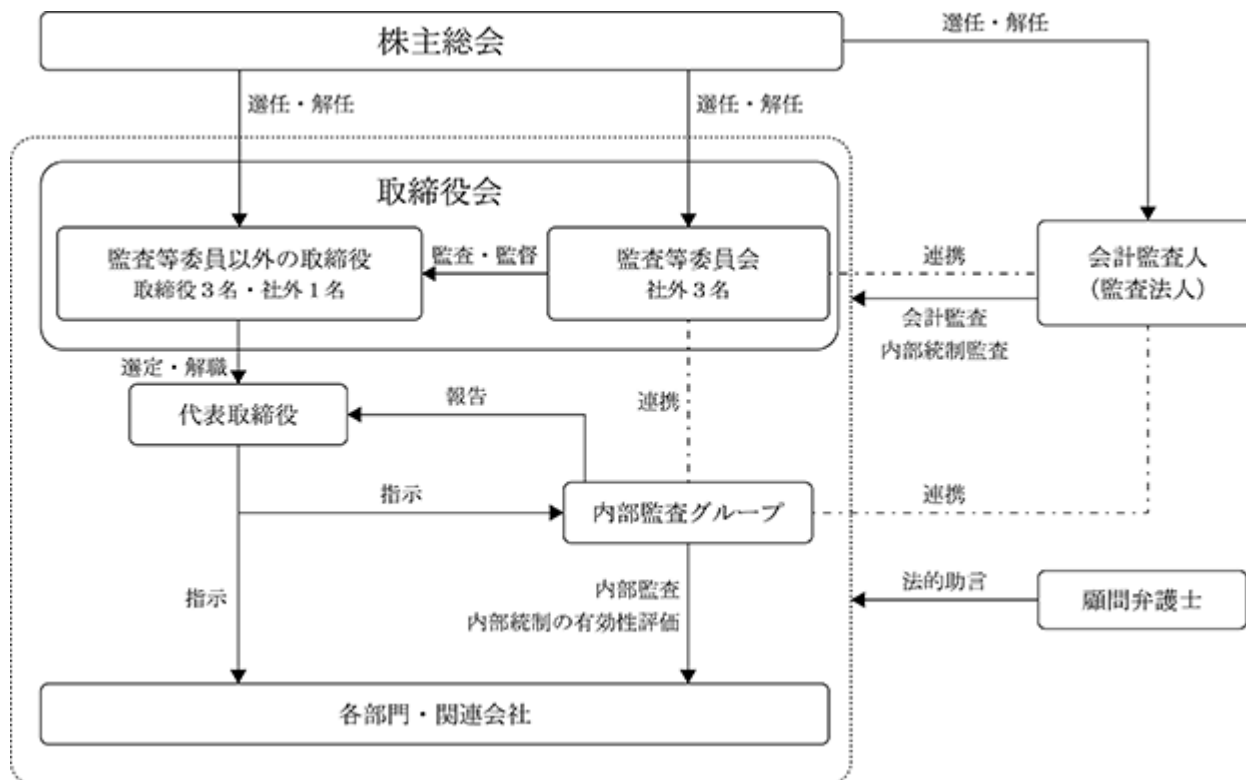 株主総会
選任・解任
選任・解任
選任・解任
取締役会
監査等委員以外の取締役
取締役3名・社外1名
監査・監督
監査等委員会
社外3名
連携
会計監査人
（監査法人）
会計監査
内部統制監査
選定・解職
代表取締役
報告
連携
指示
内部監査グループ
連携
指示
内部監査
内部統制の有効性評価
法的助言
顧問弁護士
各部門・関連会社